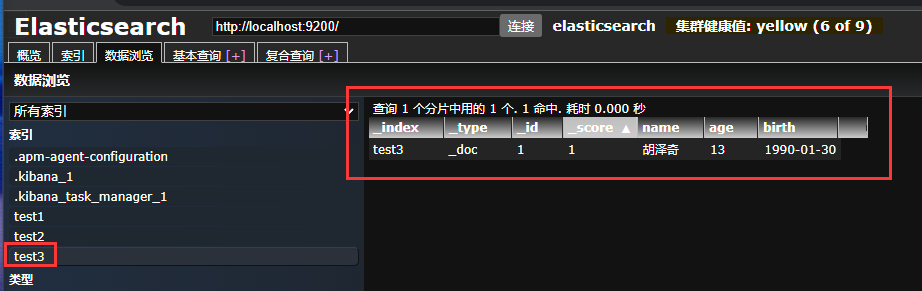 Elasticsearch http://localhost:9200/ 连接 elasticsearch 集群健康值: yellow (6 of 9)
概览 索引 数据浏览 基本查询 [+] 复合查询 [+]
数据浏览
所有索引
索引
.apm-agent-configuration
.kibana_1
.kibana_task_manager_1
test1
test2
test3
类型
查询 1 个分片中用的 1 个. 1 命中. 耗时 0.000 秒
_index _type _id _score ▲ name age birth
test3 _doc 1 1 胡泽奇 13 1990-01-30